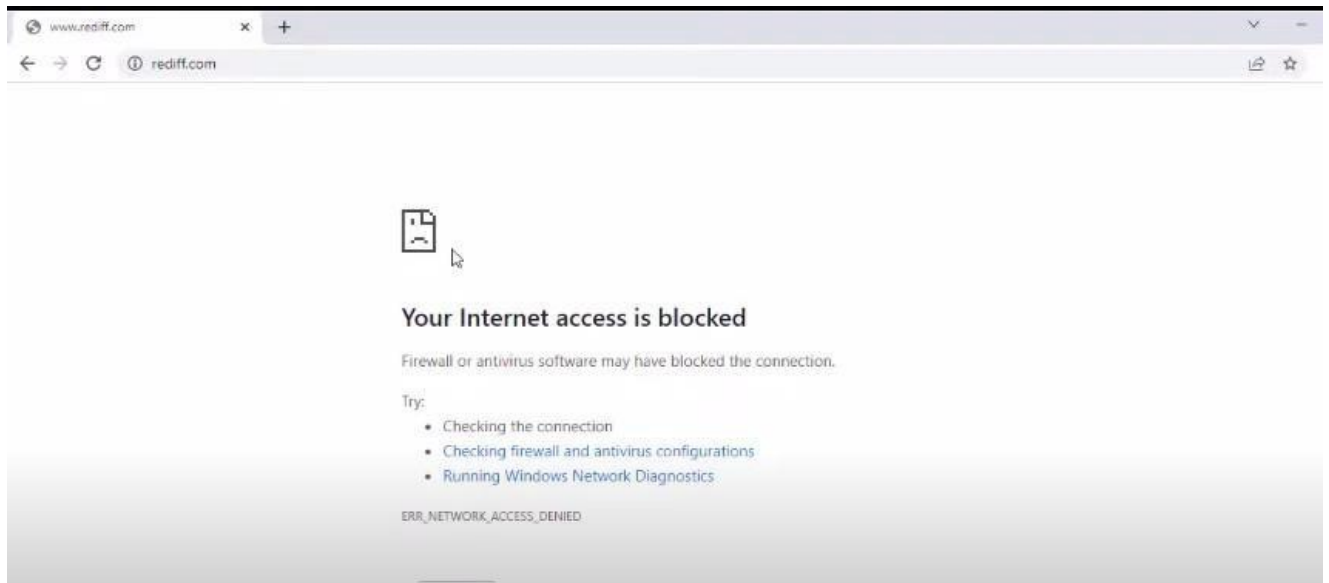 www.rediff.com
rediff.com
Your Internet access is blocked
Firewall or antivirus software may have blocked the connection.
Try:
• Checking the connection
• Checking firewall and antivirus configurations
• Running Windows Network Diagnostics
ERR_NETWORK_ACCESS_DENIED